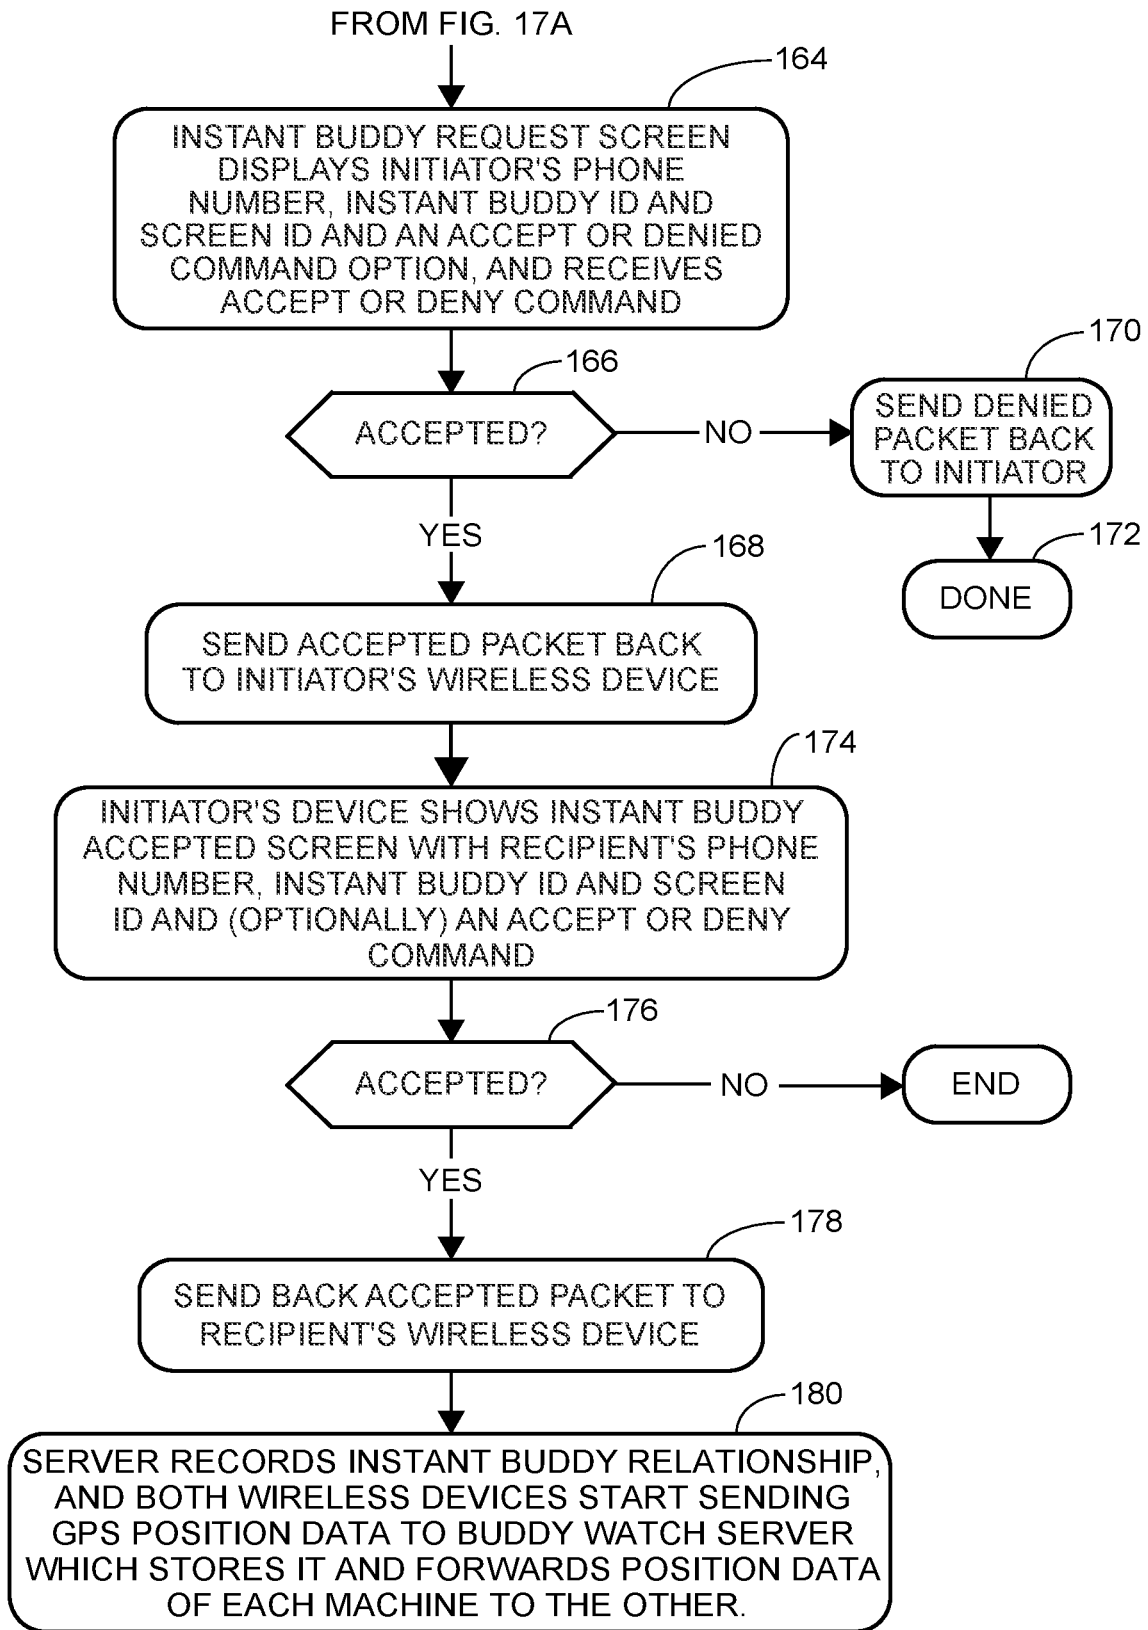 FROM FIG. 17A
164
INSTANT BUDDY REQUEST SCREEN
DISPLAYS INITIATOR'S PHONE
NUMBER, INSTANT BUDDY ID AND
SCREEN ID AND AN ACCEPT OR DENIED
COMMAND OPTION, AND RECEIVES
ACCEPT OR DENY COMMAND
166
ACCEPTED?
NO
170
SEND DENIED
PACKET BACK
TO INITIATOR
172
DONE
YES
168
SEND ACCEPTED PACKET BACK
TO INITIATOR'S WIRELESS DEVICE
174
INITIATOR'S DEVICE SHOWS INSTANT BUDDY
ACCEPTED SCREEN WITH RECIPIENT'S PHONE
NUMBER, INSTANT BUDDY ID AND SCREEN
ID AND (OPTIONALLY) AN ACCEPT OR DENY
COMMAND
176
ACCEPTED?
NO
END
YES
178
SEND BACK ACCEPTED PACKET TO
RECIPIENT'S WIRELESS DEVICE
180
SERVER RECORDS INSTANT BUDDY RELATIONSHIP,
AND BOTH WIRELESS DEVICES START SENDING
GPS POSITION DATA TO BUDDY WATCH SERVER
WHICH STORES IT AND FORWARDS POSITION DATA
OF EACH MACHINE TO THE OTHER.